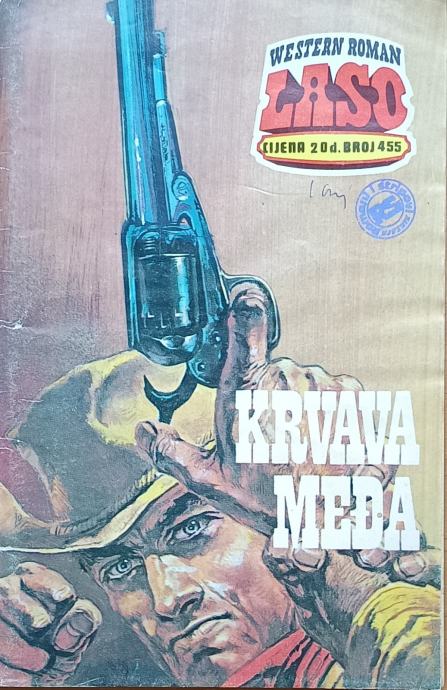 WESTERN ROMAN
LASO
CIJENA 20 d. BROJ 455
KRVAVA
MEĐA